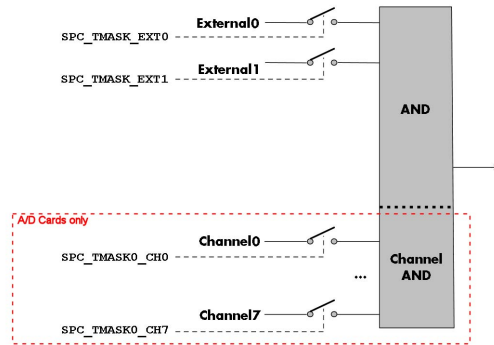 External0
SPC_TMASK_EXT0
External1
SPC_TMASK_EXT1
AND
A/D Cards only
Channel0
SPC_TMASK0_CH0
Channel
AND
...
Channel7
SPC_TMASK0_CH7